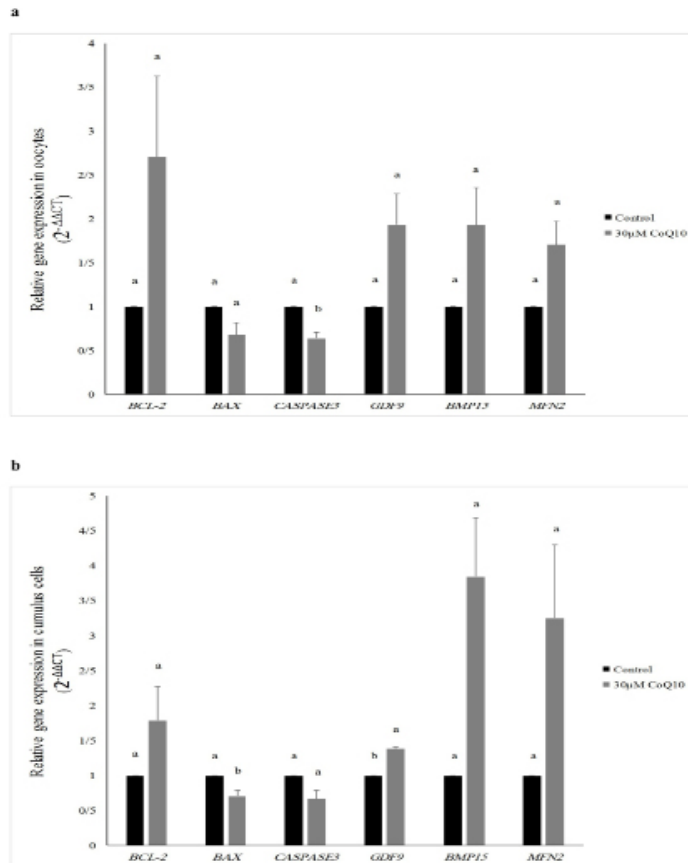 a
4
3/5
3
2/5
2
1/5
1
0/5
0
Relative gene expression in oocytes
(2-ΔΔCT)
a a a a a b a a a a a a
BCL-2 BAX CASPASE3 GDF9 BMP15 MFN2
Control
30µM CoQ10
b
5
4/5
4
3/5
3
2/5
2
1/5
1
0/5
0
Relative gene expression in cumulus cells
(2-ΔΔCT)
a a a b a a b a a a a a
BCL-2 BAX CASPASE3 GDF9 BMP15 MFN2
Control
30µM CoQ10